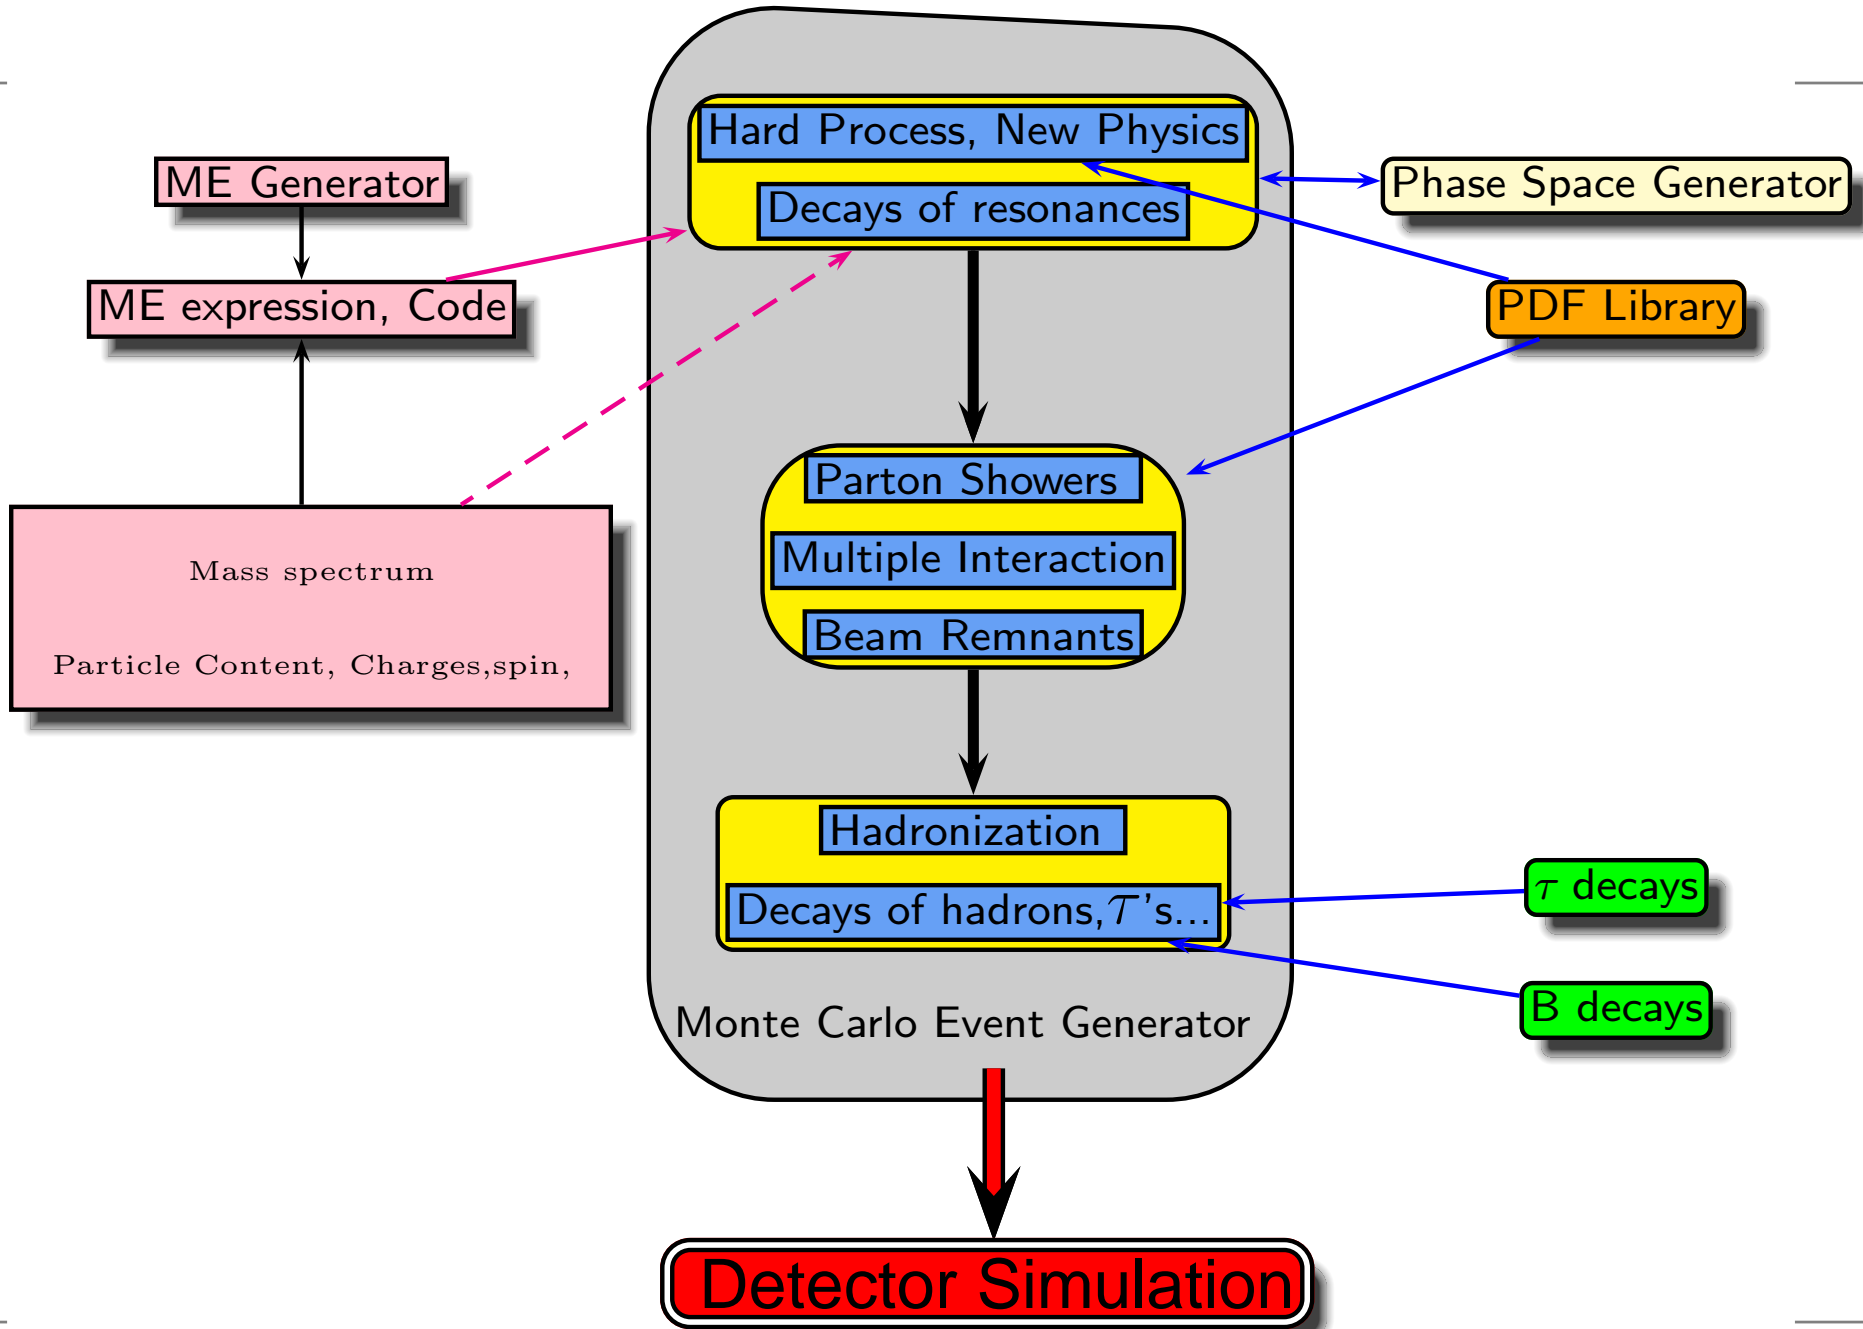 Hard Process, New Physics
Decays of resonances
ME Generator
ME expression, Code
Mass spectrum
Particle Content, Charges,spin,
Phase Space Generator
PDF Library
Parton Showers
Multiple Interaction
Beam Remnants
Hadronization
Decays of hadrons,τ's...
τ decays
B decays
Monte Carlo Event Generator
Detector Simulation